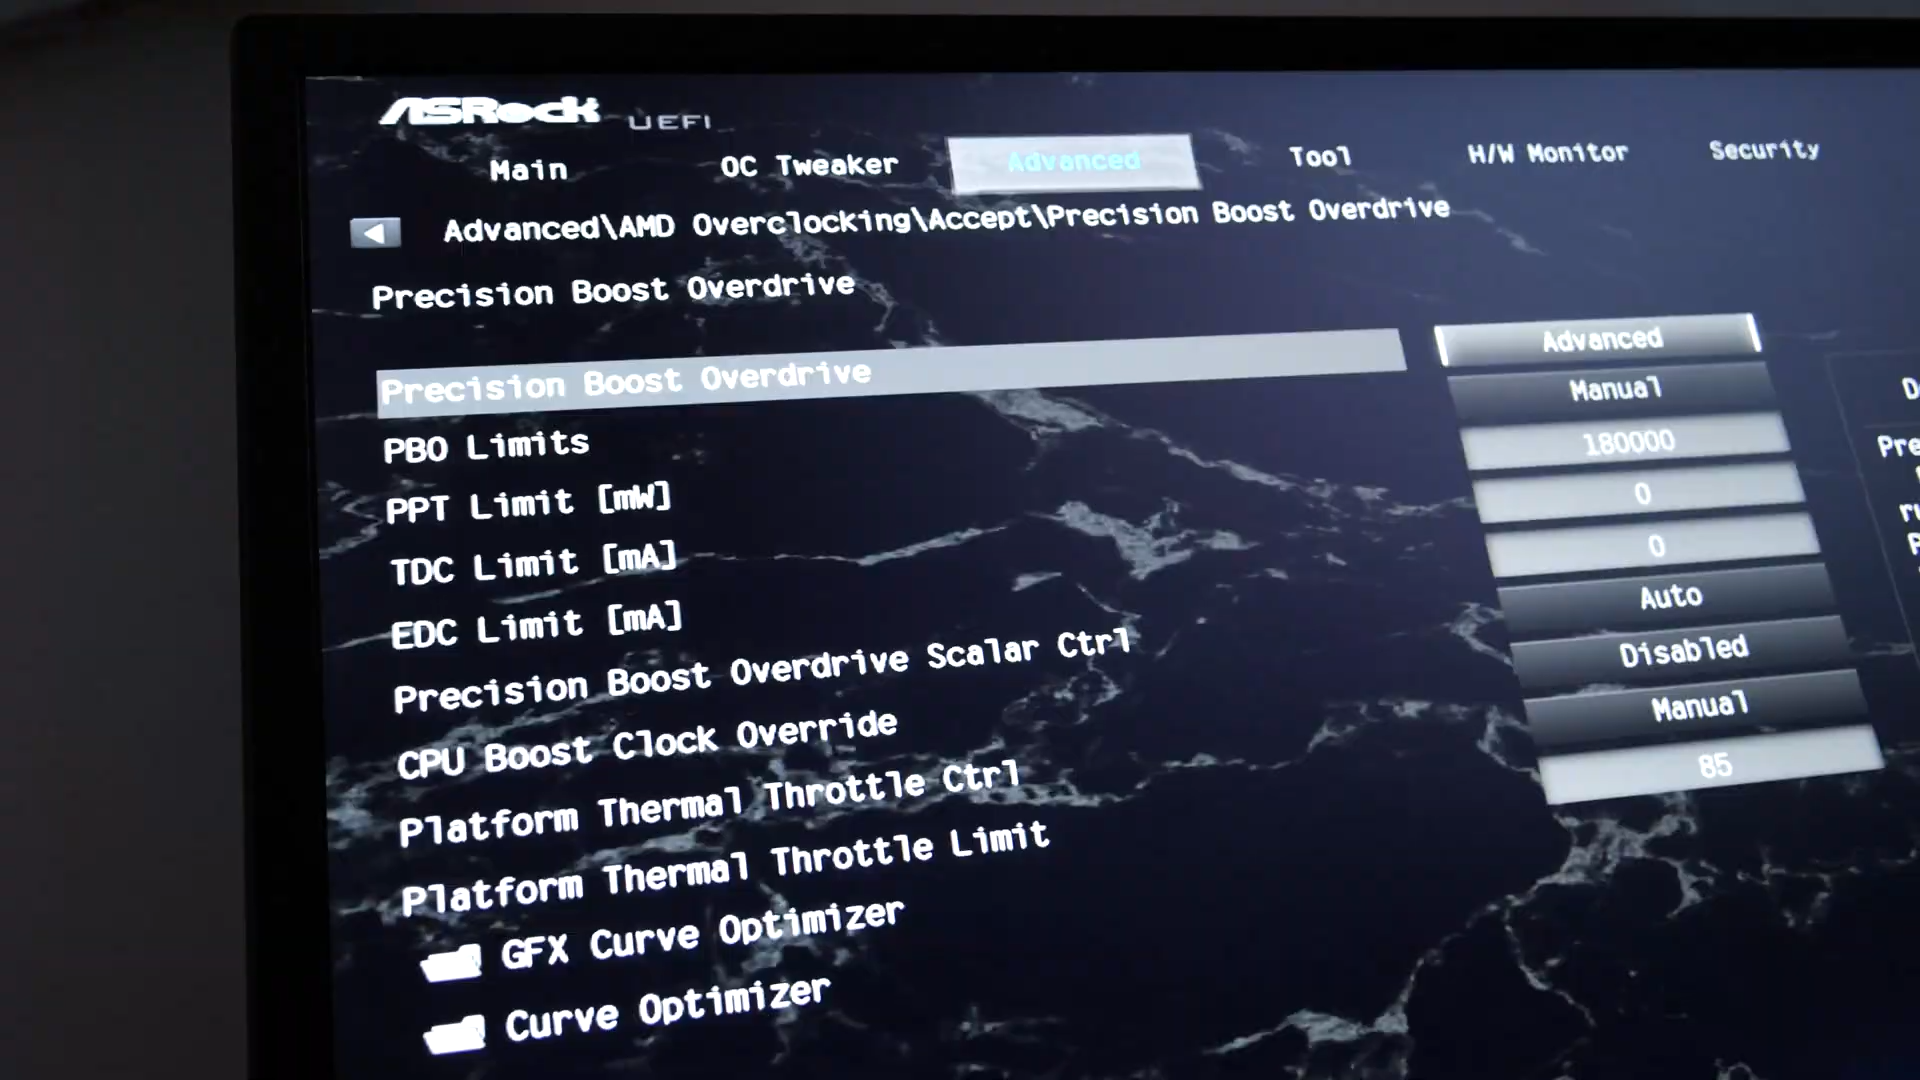 ASRock UEFI
Main OC Tweaker Advanced Tool H/W Monitor Security
Advanced\AMD Overclocking\Accept\Precision Boost Overdrive
Precision Boost Overdrive
Precision Boost Overdrive Advanced
PBO Limits Manual
PPT Limit [mW] 180000
TDC Limit [mA] 0
EDC Limit [mA] 0
Precision Boost Overdrive Scalar Ctrl Auto
CPU Boost Clock Override Disabled
Platform Thermal Throttle Ctrl Manual
Platform Thermal Throttle Limit 85
GFX Curve Optimizer
Curve Optimizer